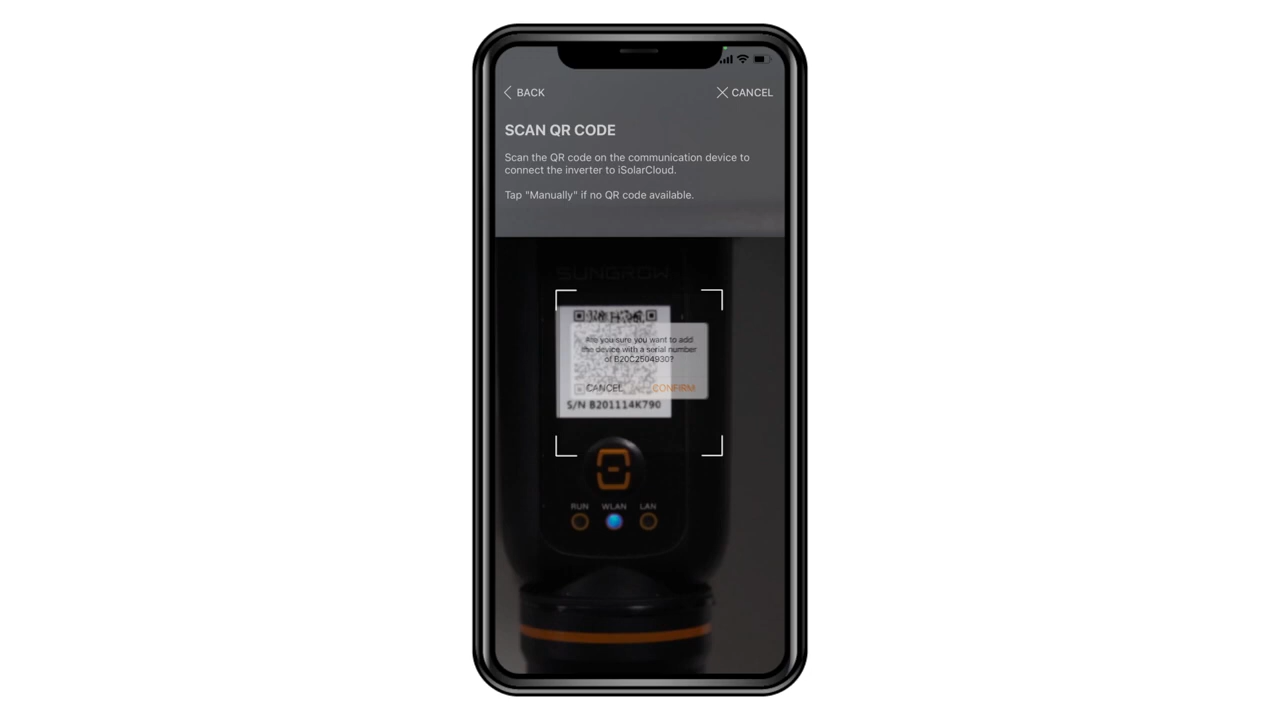 BACK
CANCEL
SCAN QR CODE
Scan the QR code on the communication device to
connect the inverter to iSolarCloud.
Tap "Manually" if no QR code available.
SUNGROW
Are you sure you want to add
the device with a serial number
of B20C2504930?
CANCEL
CONFIRM
S/N B201114K790
RUN WLAN LAN